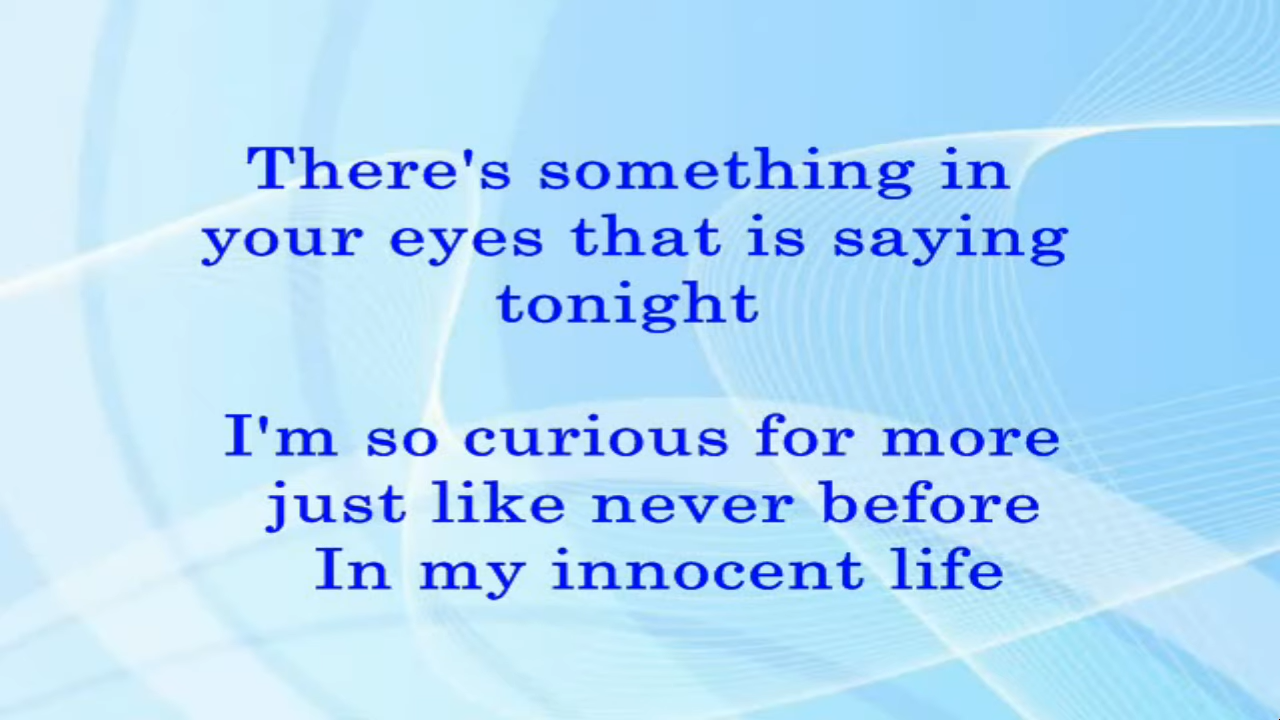 There's something in
your eyes that is saying
tonight
I'm so curious for more
just like never before
In my innocent life